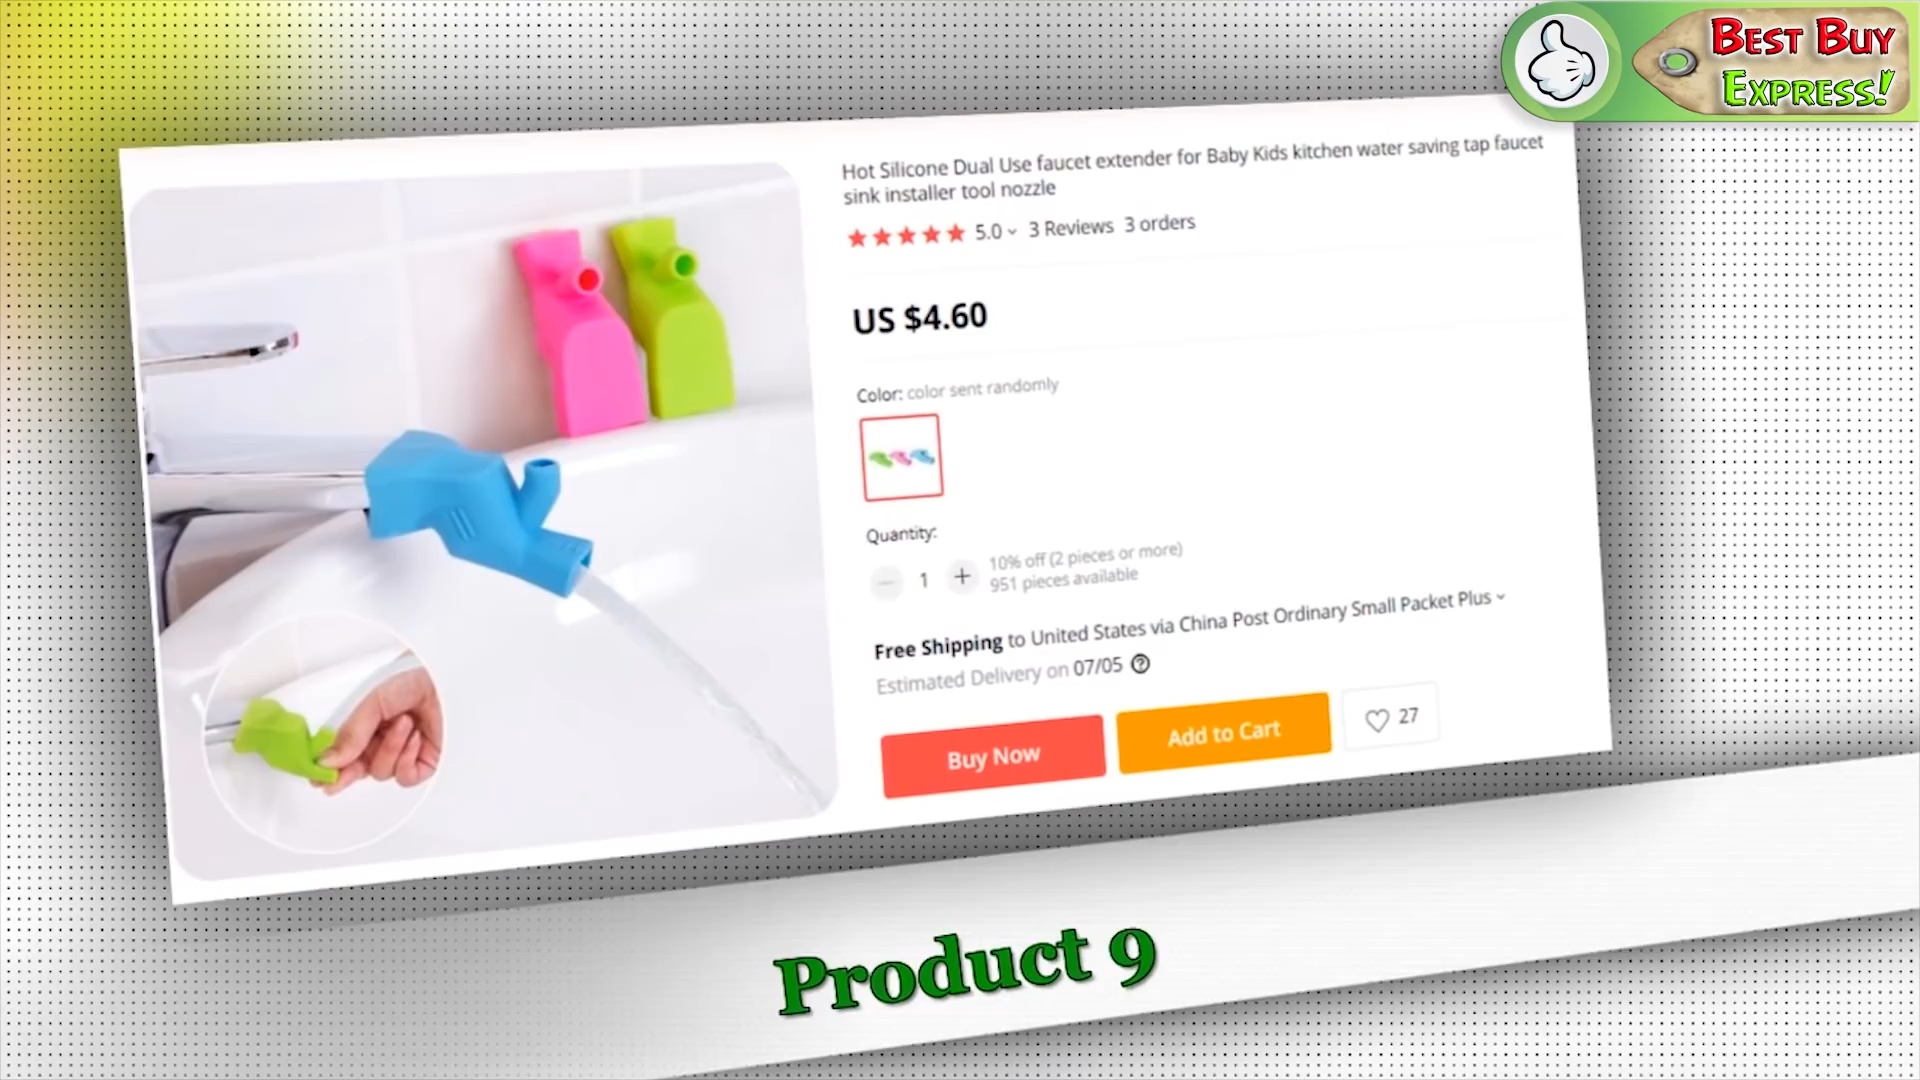 BEST BUY
EXPRESS!
Hot Silicone Dual Use faucet extender for Baby Kids kitchen water saving tap faucet
sink installer tool nozzle
5.0 3 Reviews 3 orders
US $4.60
Color: color sent randomly
Quantity:
1
10% off (2 pieces or more)
951 pieces available
Free Shipping to United States via China Post Ordinary Small Packet Plus
Estimated Delivery on 07/05 ?
Buy Now
Add to Cart
27
Product 9